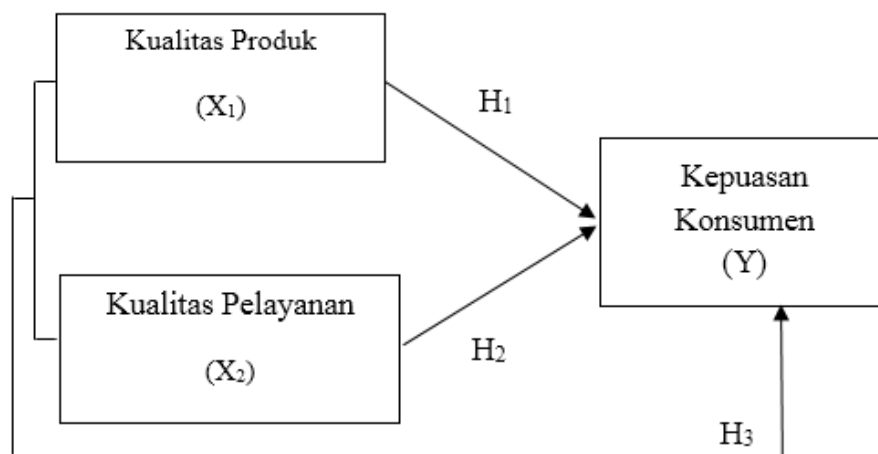 Kualitas Produk
(X₁)
H₁
Kepuasan
Konsumen
(Y)
Kualitas Pelayanan
(X₂)
H₂
H₃